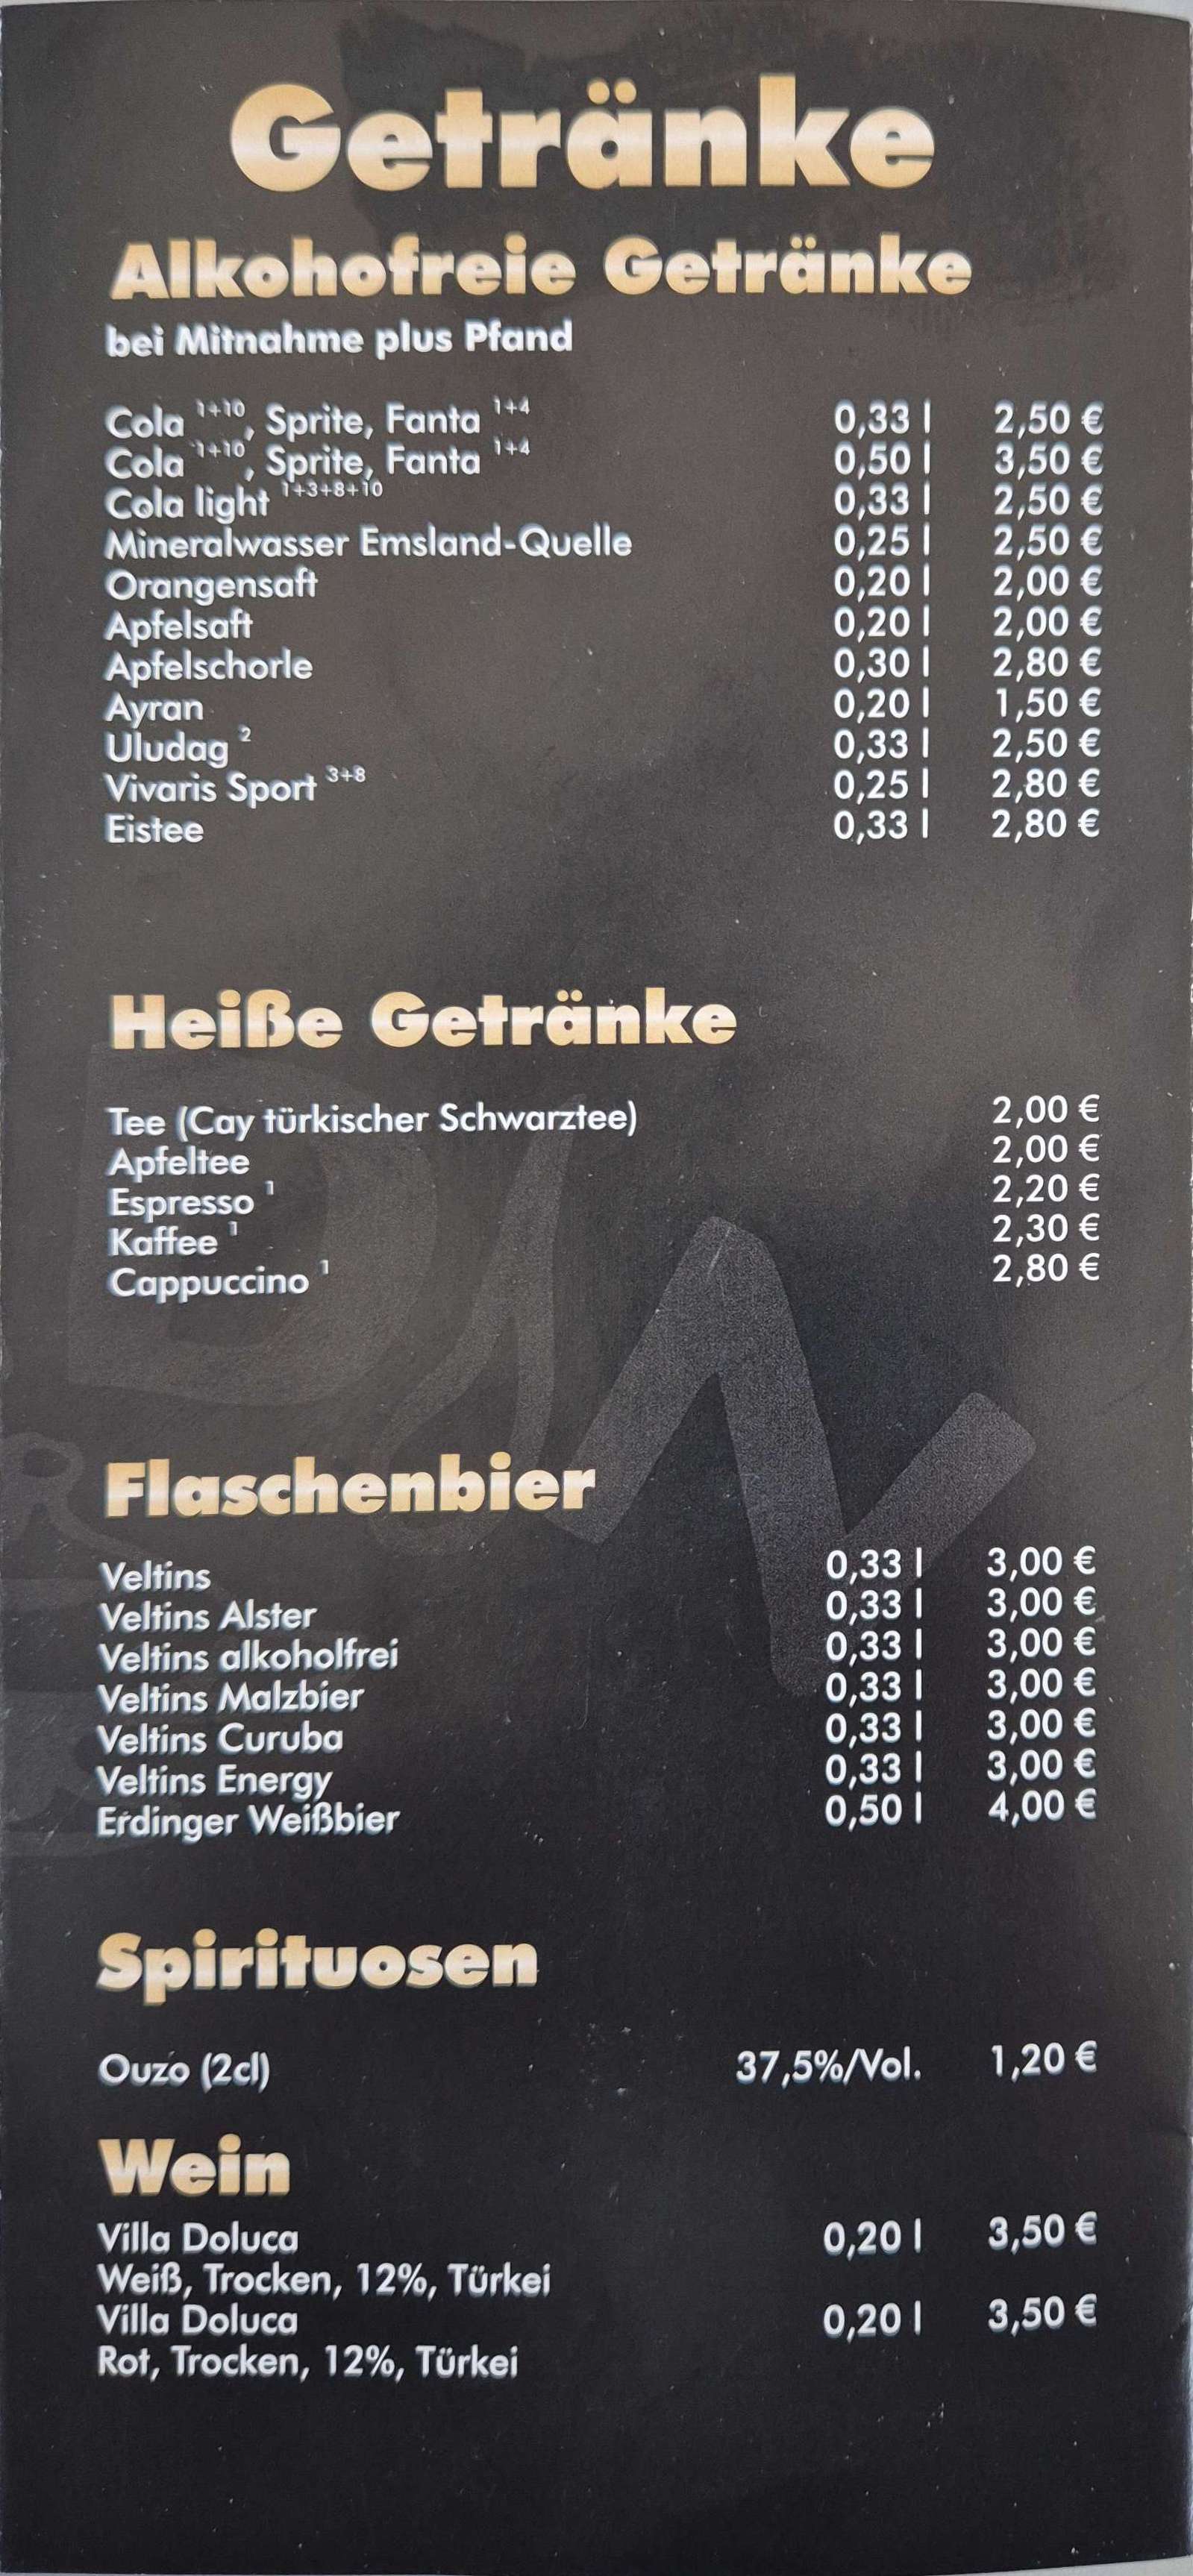 Getränke
Alkohofreie Getränke
bei Mitnahme plus Pfand
Cola 1+10, Sprite, Fanta 1+4 0,33 l 2,50 €
Cola 1+10, Sprite, Fanta 1+4 0,50 l 3,50 €
Cola light 1+3+8+10 0,33 l 2,50 €
Mineralwasser Emsland-Quelle 0,25 l 2,50 €
Orangensaft 0,20 l 2,00 €
Apfelsaft 0,20 l 2,00 €
Apfelschorle 0,30 l 2,80 €
Ayran 0,20 l 1,50 €
Uludag 2 0,33 l 2,50 €
Vivaris Sport 3+8 0,25 l 2,80 €
Eistee 0,33 l 2,80 €
Heiße Getränke
Tee (Cay türkischer Schwarztee) 2,00 €
Apfeltee 2,00 €
Espresso 1 2,20 €
Kaffee 1 2,30 €
Cappuccino 1 2,80 €
Flaschenbier
Veltins 0,33 l 3,00 €
Veltins Alster 0,33 l 3,00 €
Veltins alkoholfrei 0,33 l 3,00 €
Veltins Malzbier 0,33 l 3,00 €
Veltins Curuba 0,33 l 3,00 €
Veltins Energy 0,33 l 3,00 €
Erdinger Weißbier 0,50 l 4,00 €
Spirituosen
Ouzo (2cl) 37,5%/Vol. 1,20 €
Wein
Villa Doluca 0,20 l 3,50 €
Weiß, Trocken, 12%, Türkei
Villa Doluca 0,20 l 3,50 €
Rot, Trocken, 12%, Türkei